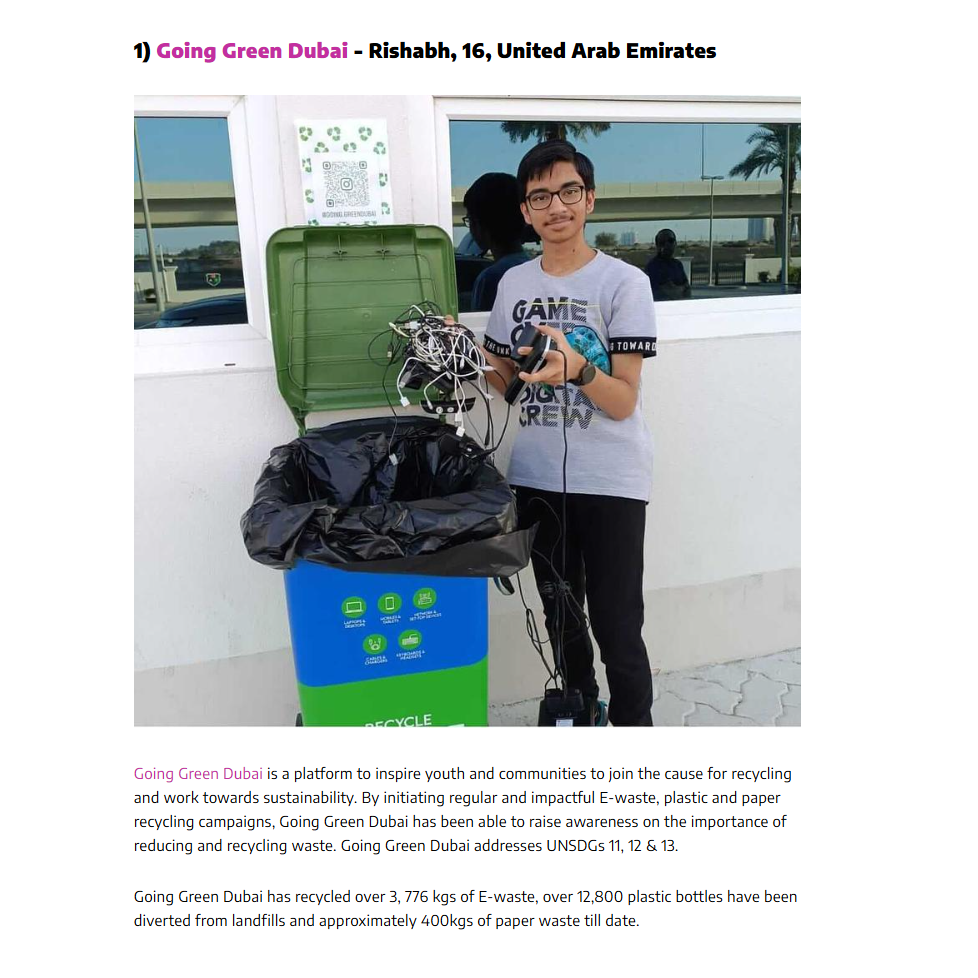 1) Going Green Dubai - Rishabh, 16, United Arab Emirates
@GOING.GREENDUBAI
GAME
OVER
DIGITAL
CREW
THE UNK
G TOWARD
LAPTOPS &
DESKTOPS
MOBILES &
TABLETS
NETWORK &
SET-TOP DEVICES
CABLES &
CHARGERS
KEYBOARDS &
HEADSETS
RECYCLE
Going Green Dubai is a platform to inspire youth and communities to join the cause for recycling
and work towards sustainability. By initiating regular and impactful E-waste, plastic and paper
recycling campaigns, Going Green Dubai has been able to raise awareness on the importance of
reducing and recycling waste. Going Green Dubai addresses UNSDGs 11, 12 & 13.
Going Green Dubai has recycled over 3, 776 kgs of E-waste, over 12,800 plastic bottles have been
diverted from landfills and approximately 400kgs of paper waste till date.